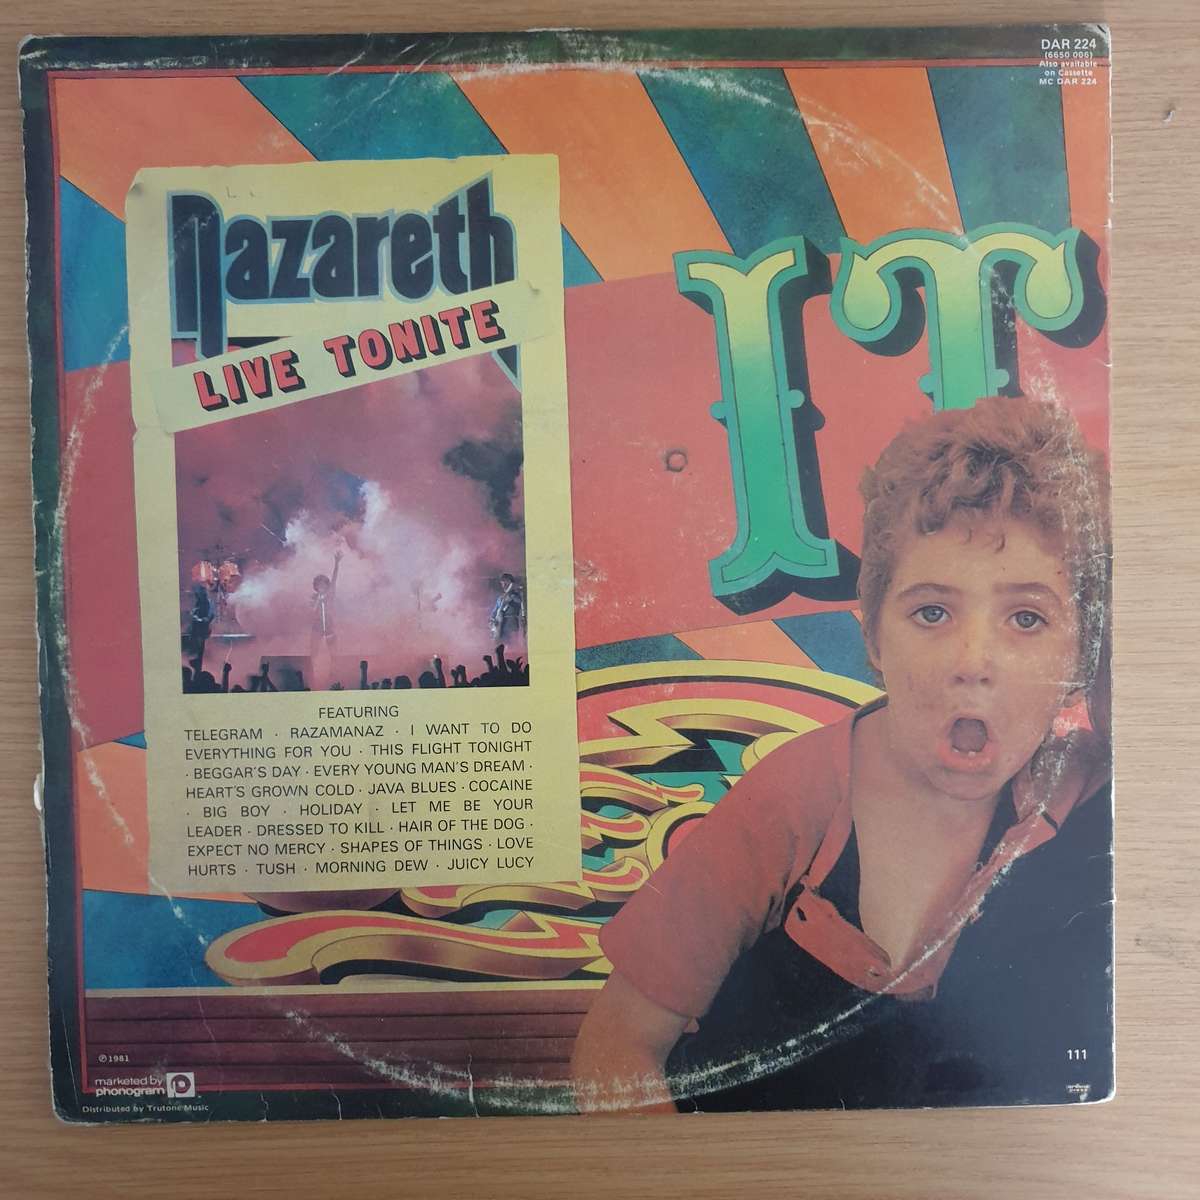 DAR 224
(6650 006)
Also available
on Cassette
MC DAR 224
Nazareth
LIVE TONITE
IT
FEATURING
TELEGRAM · RAZAMANAZ · I WANT TO DO
EVERYTHING FOR YOU · THIS FLIGHT TONIGHT
· BEGGAR'S DAY · EVERY YOUNG MAN'S DREAM ·
HEART'S GROWN COLD · JAVA BLUES · COCAINE
· BIG BOY · HOLIDAY · LET ME BE YOUR
LEADER · DRESSED TO KILL · HAIR OF THE DOG ·
EXPECT NO MERCY · SHAPES OF THINGS · LOVE
HURTS · TUSH · MORNING DEW · JUICY LUCY
℗ 1981
marketed by
phonogram
Distributed by Trutone Music
111